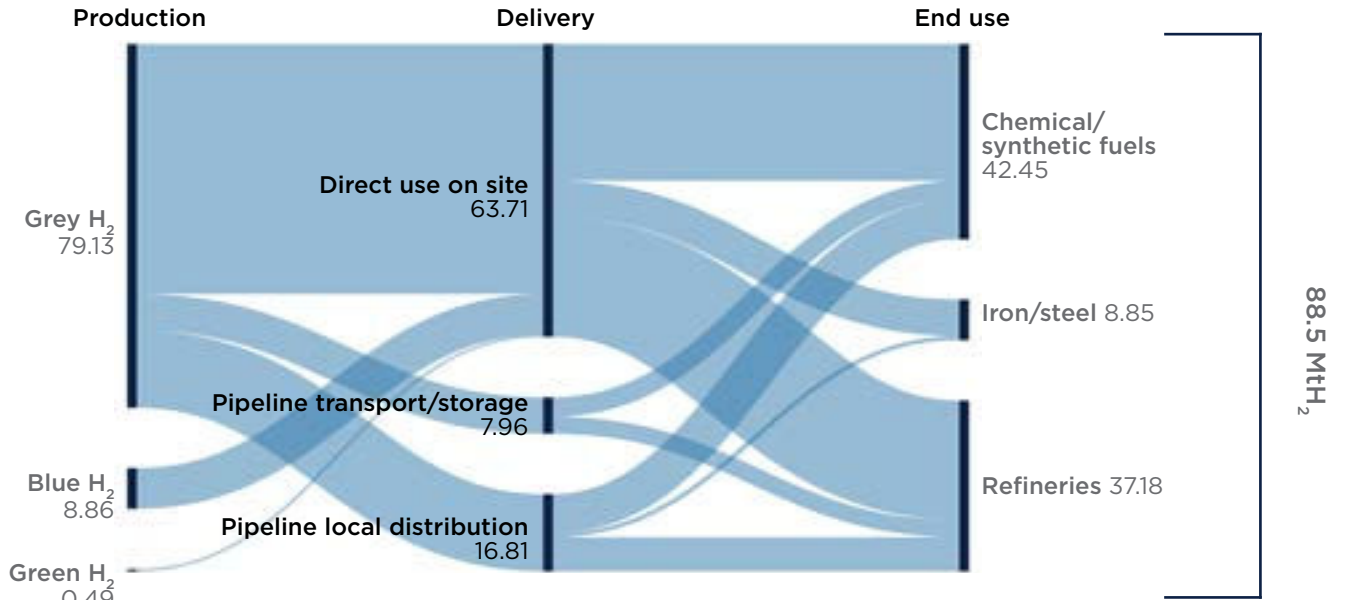 Production Delivery End use
Chemical/
synthetic fuels
42.45
Direct use on site
63.71
Grey H₂
79.13
Iron/steel 8.85
88.5 MtH₂
Pipeline transport/storage
7.96
Blue H₂
8.86
Refineries 37.18
Pipeline local distribution
16.81
Green H₂
0.49